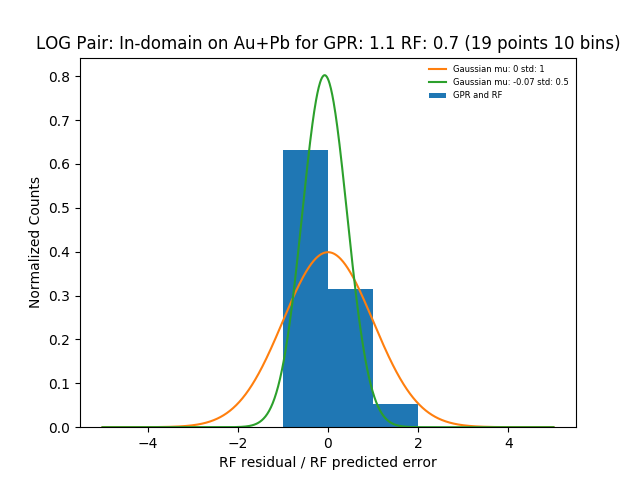 LOG Pair: In-domain on Au+Pb for GPR: 1.1 RF: 0.7 (19 points 10 bins)
Gaussian mu: 0 std: 1
Gaussian mu: -0.07 std: 0.5
GPR and RF
Normalized Counts
0.8
0.7
0.6
0.5
0.4
0.3
0.2
0.1
0.0
−4 −2 0 2 4
RF residual / RF predicted error